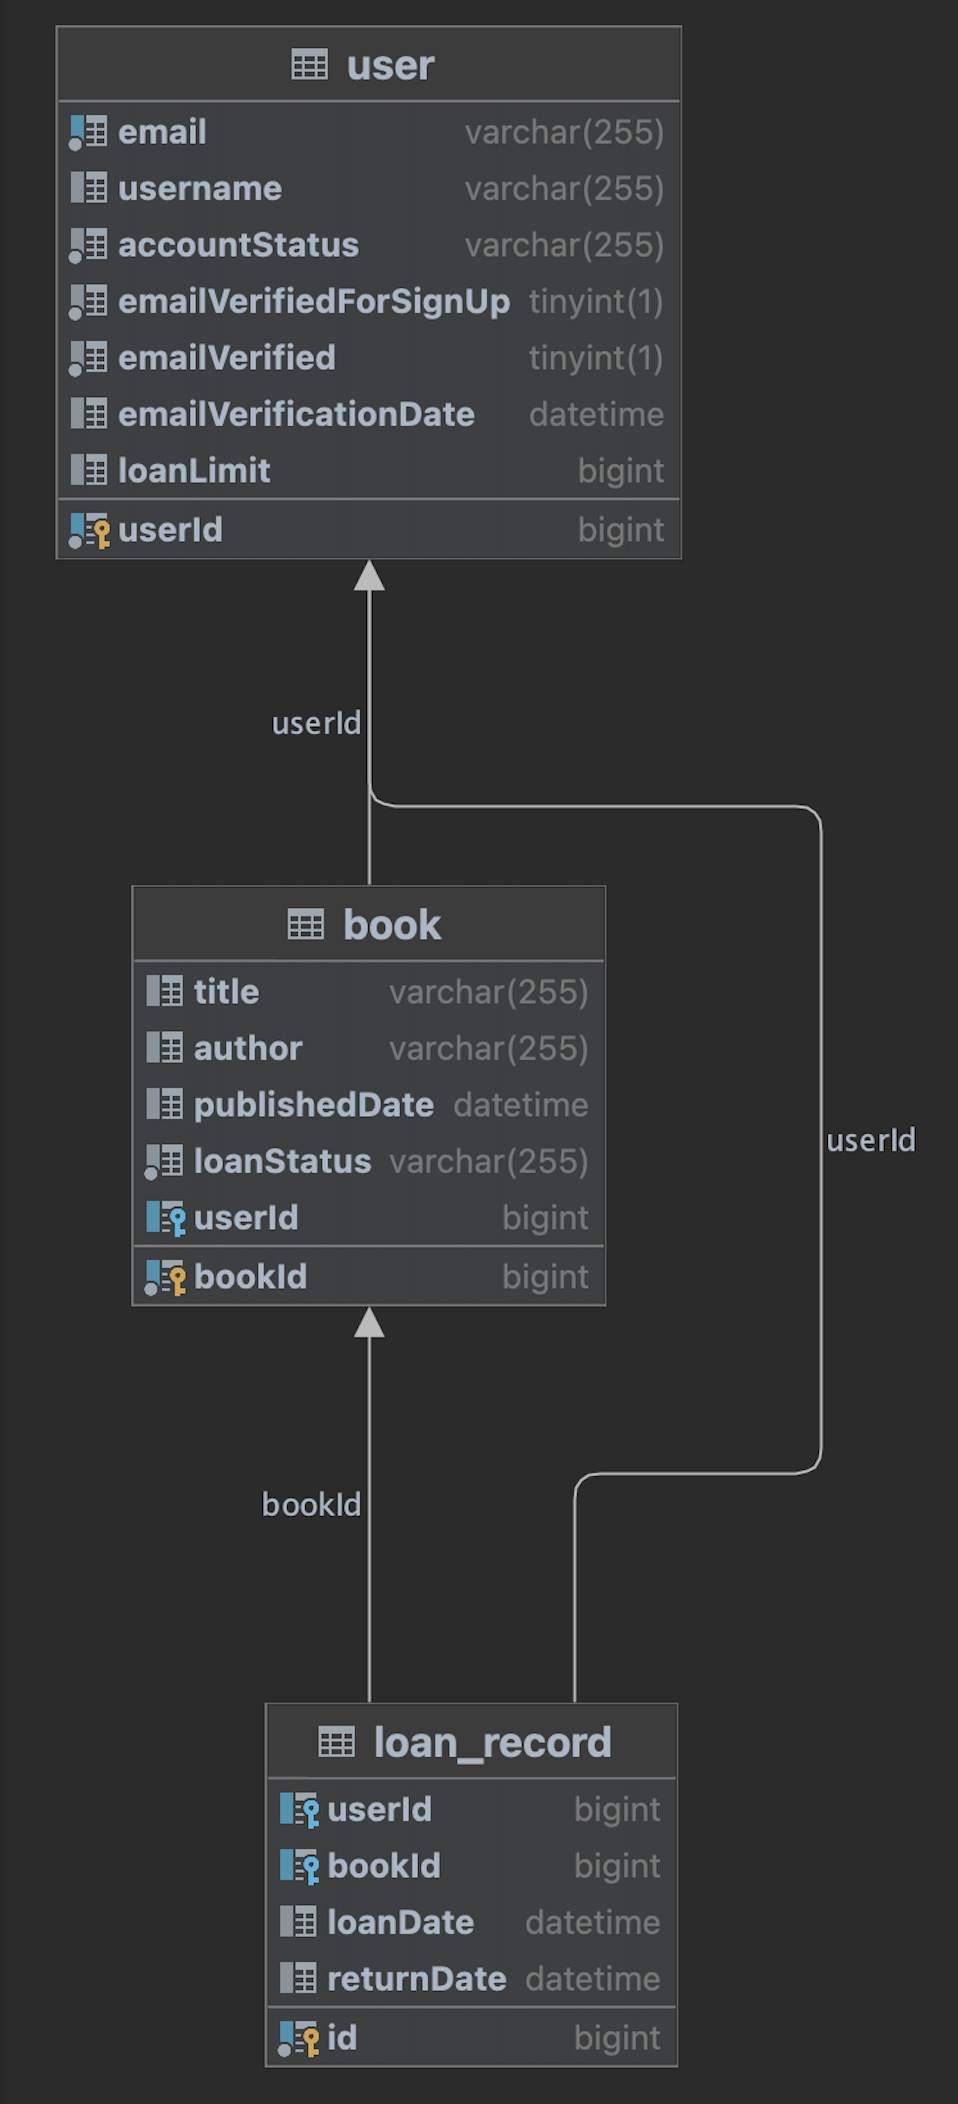 user
email varchar(255)
username varchar(255)
accountStatus varchar(255)
emailVerifiedForSignUp tinyint(1)
emailVerified tinyint(1)
emailVerificationDate datetime
loanLimit bigint
userId bigint
userId
book
title varchar(255)
author varchar(255)
publishedDate datetime
loanStatus varchar(255)
userId bigint
bookId bigint
userId
bookId
loan_record
userId bigint
bookId bigint
loanDate datetime
returnDate datetime
id bigint